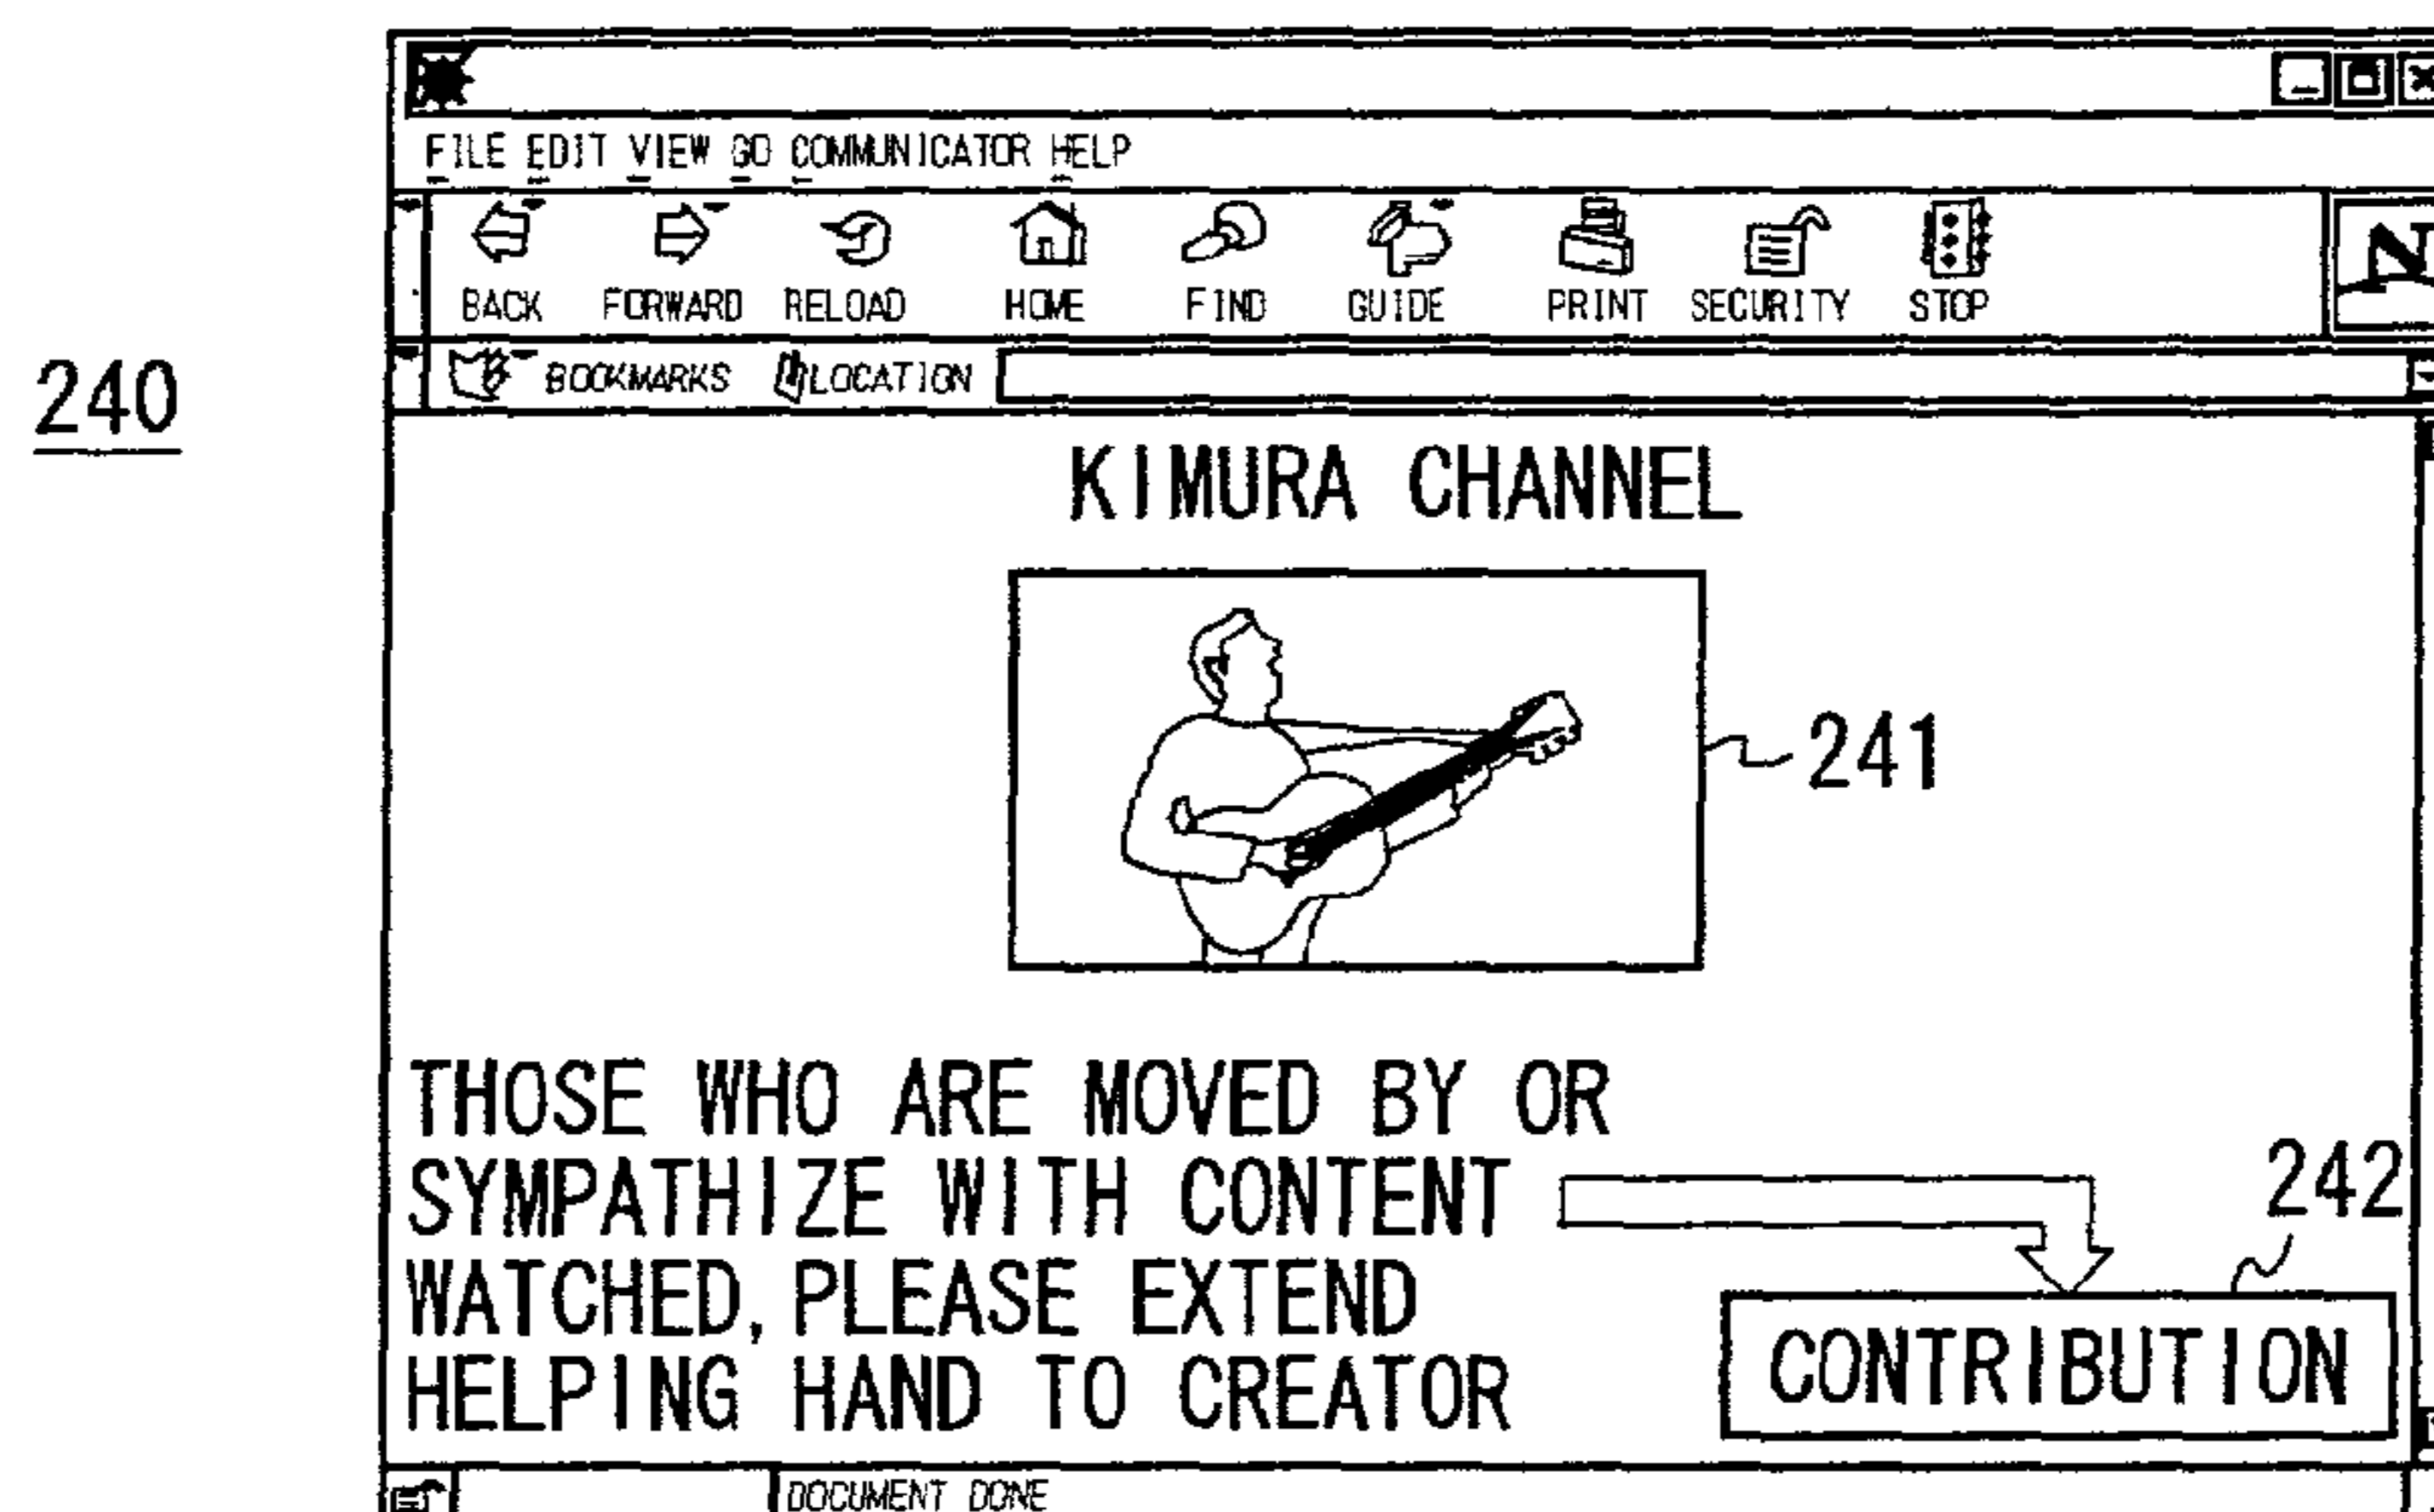 FILE EDIT VIEW GO COMMUNICATOR HELP
BACK FORWARD RELOAD HOME FIND GUIDE PRINT SECURITY STOP
N
BOOKMARKS LOCATION
240
KIMURA CHANNEL
241
THOSE WHO ARE MOVED BY OR
SYMPATHIZE WITH CONTENT
WATCHED, PLEASE EXTEND
HELPING HAND TO CREATOR
242
CONTRIBUTION
DOCUMENT DONE